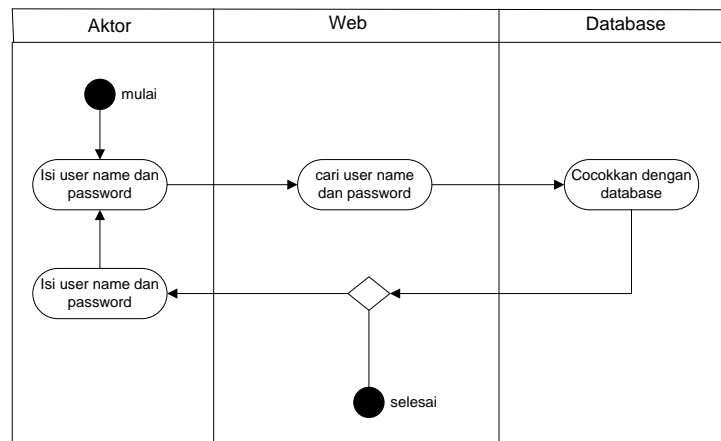 Aktor
Web
Database
mulai
Isi user name dan
password
cari user name
dan password
Cocokkan dengan
database
Isi user name dan
password
selesai